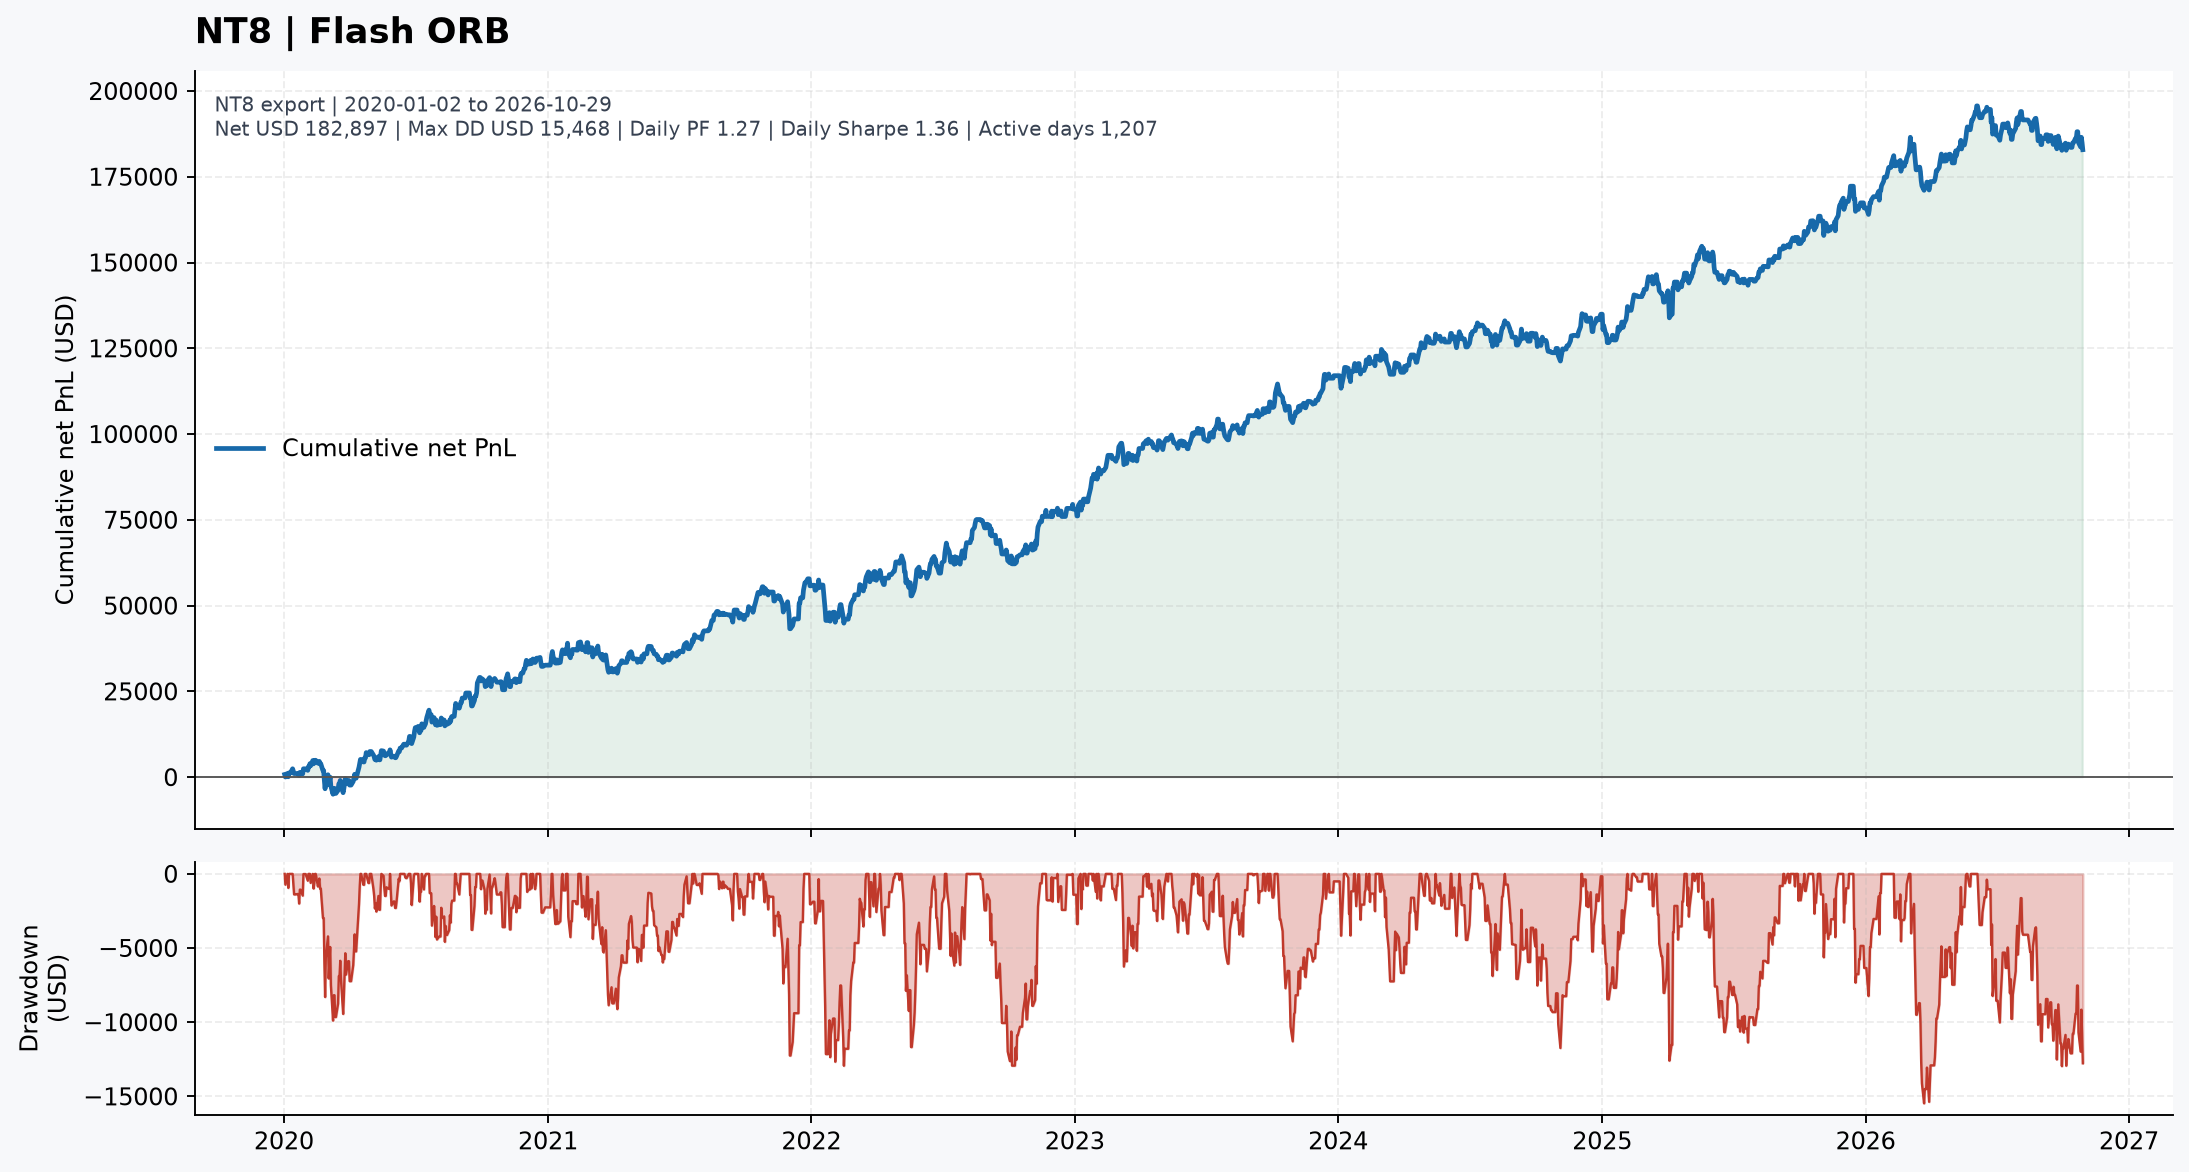 NT8 | Flash ORB
NT8 export | 2020-01-02 to 2026-10-29
Net USD 182,897 | Max DD USD 15,468 | Daily PF 1.27 | Daily Sharpe 1.36 | Active days 1,207
Cumulative net PnL (USD)
200000
175000
150000
125000
100000
75000
50000
25000
0
Cumulative net PnL
Drawdown
(USD)
0
−5000
−10000
−15000
2020 2021 2022 2023 2024 2025 2026 2027